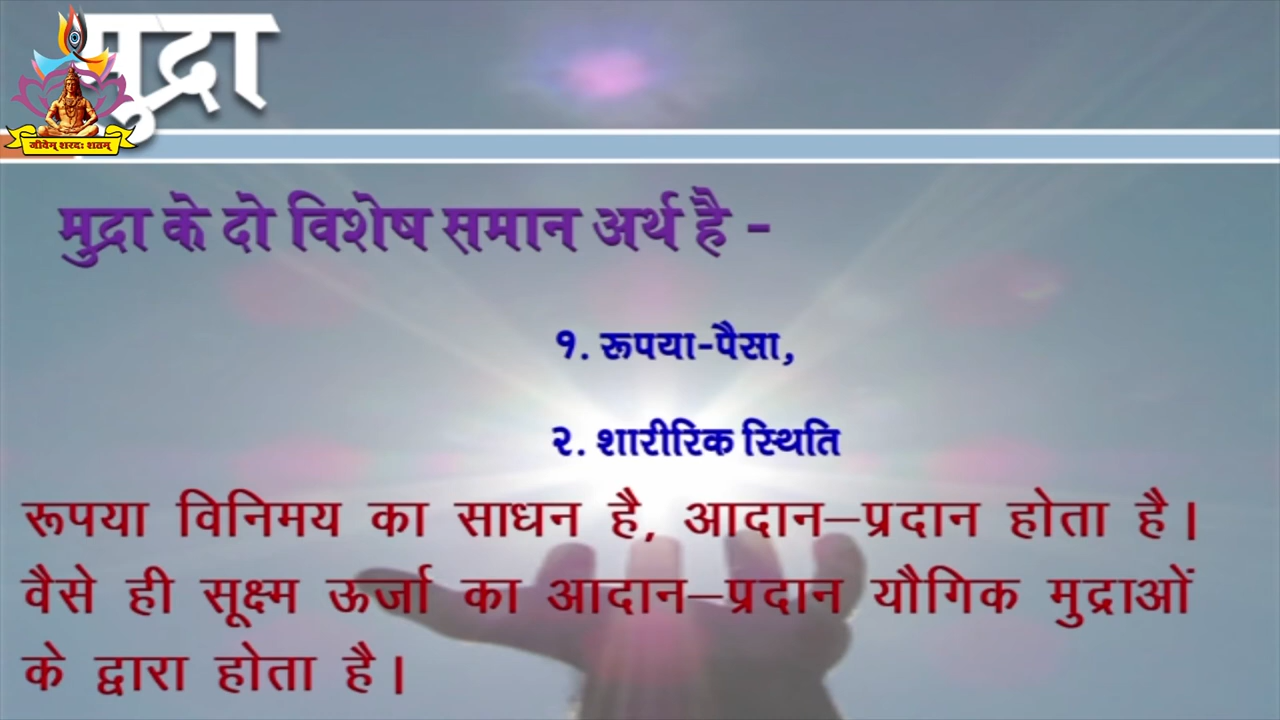 मुद्रा
जीवेम् शरदः शतम्
मुद्रा के दो विशेष समान अर्थ है -
१. रूपया-पैसा,
२. शारीरिक स्थिति
रूपया विनिमय का साधन है, आदान–प्रदान होता है।
वैसे ही सूक्ष्म ऊर्जा का आदान–प्रदान यौगिक मुद्राओं
के द्वारा होता है।